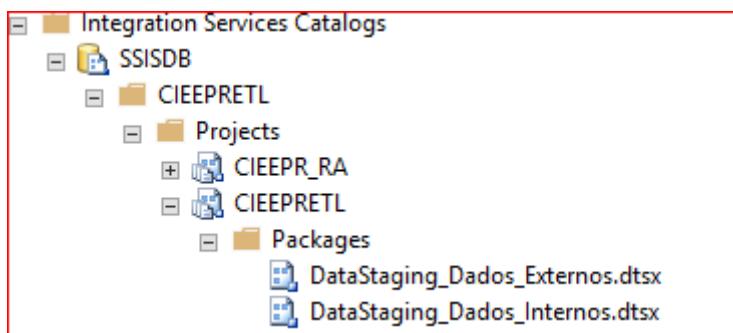 Integration Services Catalogs
SSISDB
CIEEPRETL
Projects
CIEEPR_RA
CIEEPRETL
Packages
DataStaging_Dados_Externos.dtsx
DataStaging_Dados_Internos.dtsx